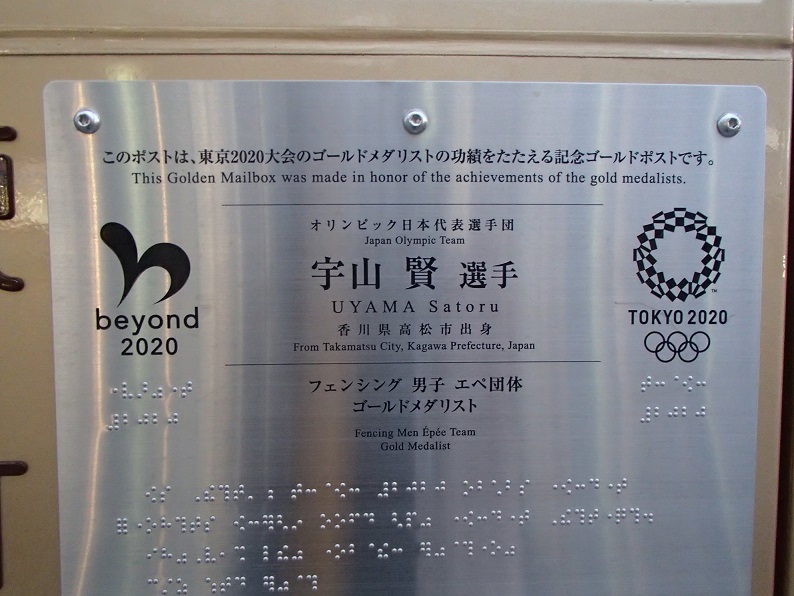 このポストは、東京2020大会のゴールドメダリストの功績をたたえる記念ゴールドポストです。
This Golden Mailbox was made in honor of the achievements of the gold medalists.
オリンピック日本代表選手団
Japan Olympic Team
宇山 賢 選手
UYAMA Satoru
香川県高松市出身
From Takamatsu City, Kagawa Prefecture, Japan
beyond
2020
TOKYO 2020
フェンシング 男子 エペ団体
ゴールドメダリスト
Fencing Men Épée Team
Gold Medalist